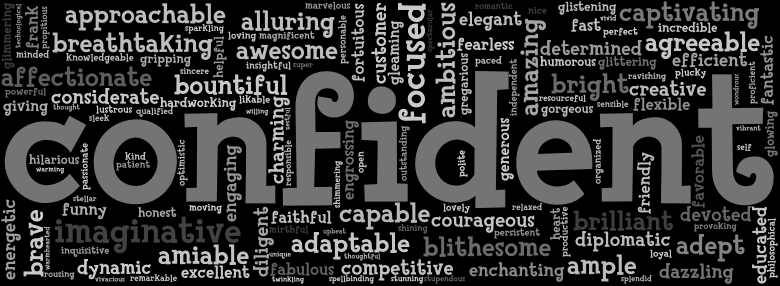 glimmering
technological
frank
propitious
approachable
sparkling
alluring
marvelous
personable
fortuitous
customer
gleaming
focused
spectacular
ambitious
romantic
elegant
nice
amazing
glistening
vivid
captivating
fast
perfect
incredible
minded
breathtaking
helpful
loving
magnificent
awesome
gregarious
fearless
determined
agreeable
fantastic
knowledgeable
gripping
insightful
super
paced
independent
humorous
glittering
efficient
affectionate
sincere
bountiful
bright
ravishing
plucky
wondrous
proficient
powerful
considerate
hardworking
likable
charming
zestful
resourceful
creative
giving
thought
lustrous
qualified
willing
responsible
gorgeous
sensible
flexible
sleek
confident
hilarious
warming
passionate
kind
patient
optimistic
engaging
engrossing
shimmering
open
outstanding
polite
generous
organized
friendly
favorable
vibrant
self
glowing
stellar
energetic
brave
warmhearted
funny
honest
moving
diligent
faithful
capable
lovely
courageous
relaxed
heart
productive
brilliant
devoted
educated
philosophical
imaginative
mirthful
upbeat
shining
persistent
provoking
inquisitive
amiable
unique
adaptable
blithesome
diplomatic
loyal
adept
rousing
dynamic
vivacious
remarkable
excellent
fabulous
twinkling
thoughtful
spellbinding
competitive
stunning
stupendous
enchanting
ample
splendid
dazzling